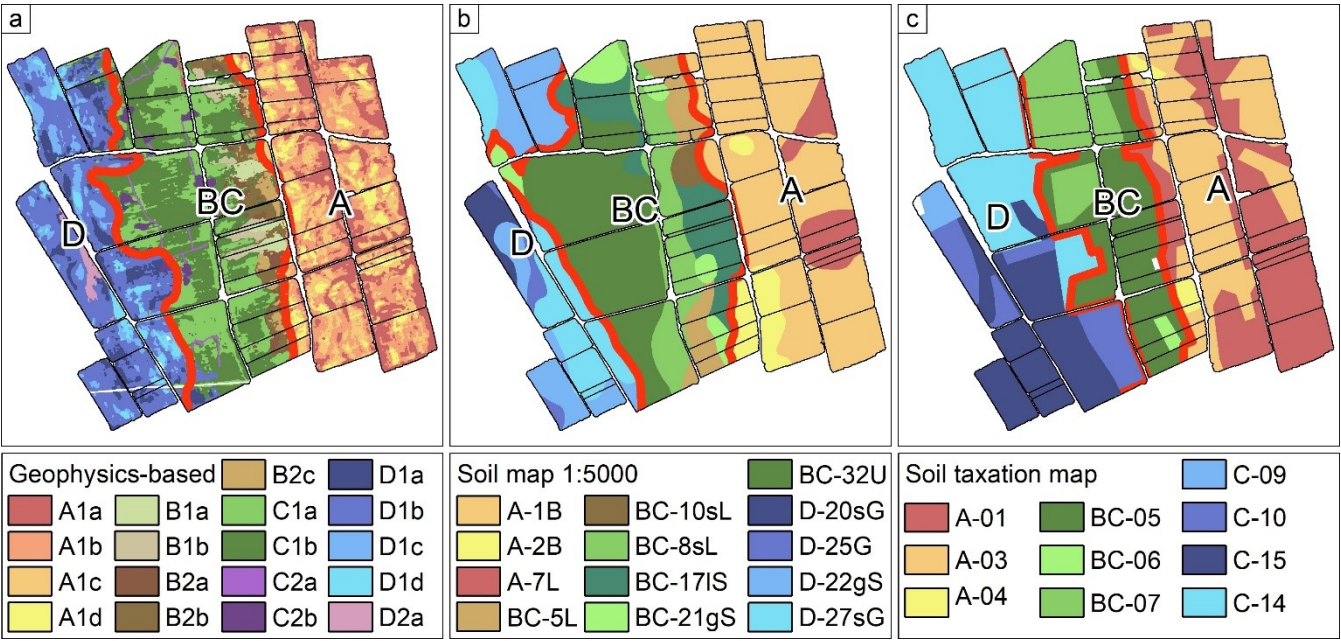 a
D
BC
A
b
D
BC
A
c
D
BC
A
Geophysics-based
A1a
A1b
A1c
A1d
B1a
B1b
B2a
B2b
B2c
C1a
C1b
C2a
C2b
D1a
D1b
D1c
D1d
D2a
Soil map 1:5000
A-1B
A-2B
A-7L
BC-5L
BC-10sL
BC-8sL
BC-17lS
BC-21gS
BC-32U
D-20sG
D-25G
D-22gS
D-27sG
Soil taxation map
A-01
A-03
A-04
BC-05
BC-06
BC-07
C-09
C-10
C-15
C-14